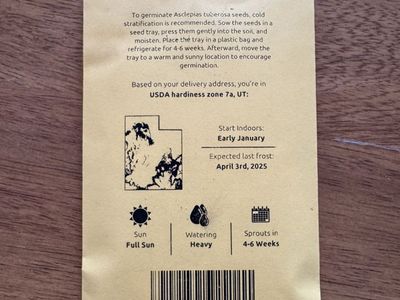 To germinate Asclepias tuberosa seeds, cold
stratification is recommended. Sow the seeds in a
seed tray, press them gently into the soil, and
moisten. Place the tray in a plastic bag and
refrigerate for 4-6 weeks. Afterward, move the
tray to a warm and sunny location to encourage
germination.
Based on your delivery address, you're in
USDA hardiness zone 7a, UT:
Start Indoors:
Early January
Expected last frost:
April 3rd, 2025
Sun
Full Sun
Watering
Heavy
Sprouts in
4-6 Weeks